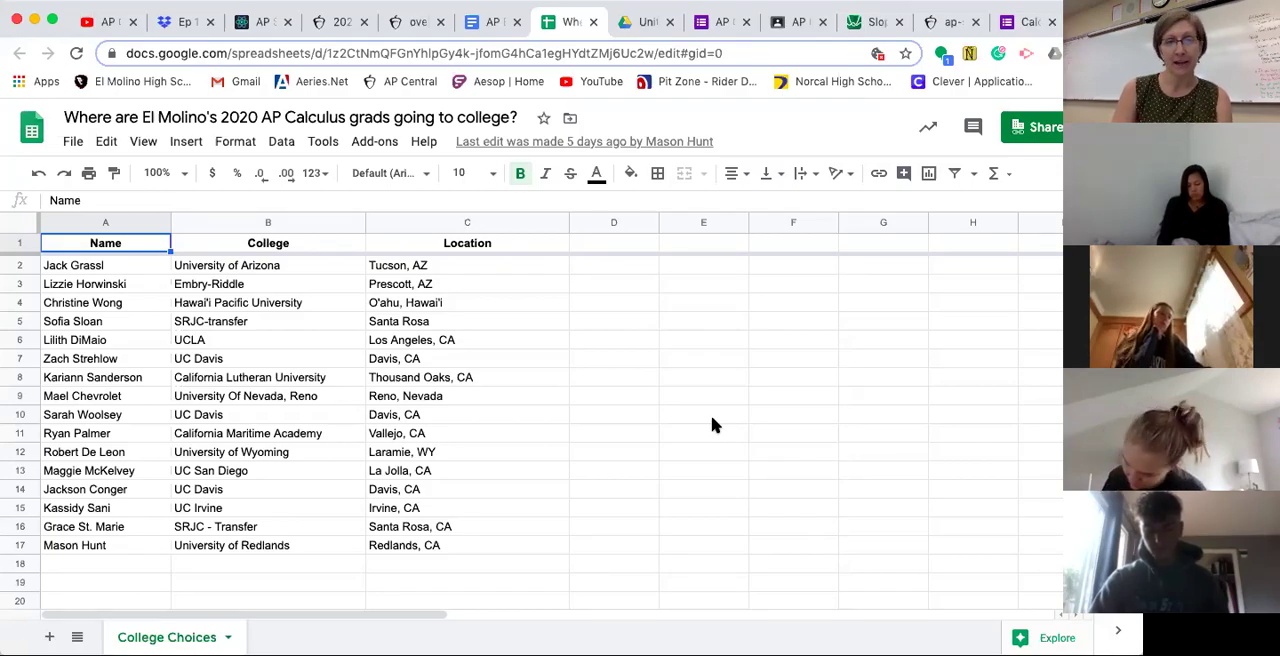 AP (
Ep 1
AP S
202
ove
AP I
Whe
Unit
AP E
AP (
Slop
ap-s
Calc
docs.google.com/spreadsheets/d/
/edit#gid=0
Apps
El Molino High Sc...
Gmail
Aeries.Net
AP Central
Aesop | Home
YouTube
Pit Zone - Rider D...
Norcal High Scho...
Clever | Applicatio...
Where are El Molino's 2020 AP Calculus grads going to college?
Share
File Edit View Insert Format Data Tools Add-ons Help Last edit was made 5 days ago by Mason Hunt
100% $ % .0 .00 123 Default (Ari... 10 B I S A
fx Name
A B C D E F G H
1 Name College Location
2 Jack Grassl University of Arizona Tucson, AZ
3 Lizzie Horwinski Embry-Riddle Prescott, AZ
4 Christine Wong Hawai'i Pacific University O'ahu, Hawai'i
5 Sofia Sloan SRJC-transfer Santa Rosa
6 Lilith DiMaio UCLA Los Angeles, CA
7 Zach Strehlow UC Davis Davis, CA
8 Kariann Sanderson California Lutheran University Thousand Oaks, CA
9 Mael Chevrolet University Of Nevada, Reno Reno, Nevada
10 Sarah Woolsey UC Davis Davis, CA
11 Ryan Palmer California Maritime Academy Vallejo, CA
12 Robert De Leon University of Wyoming Laramie, WY
13 Maggie McKelvey UC San Diego La Jolla, CA
14 Jackson Conger UC Davis Davis, CA
15 Kassidy Sani UC Irvine Irvine, CA
16 Grace St. Marie SRJC - Transfer Santa Rosa, CA
17 Mason Hunt University of Redlands Redlands, CA
18
19
20
College Choices
Explore